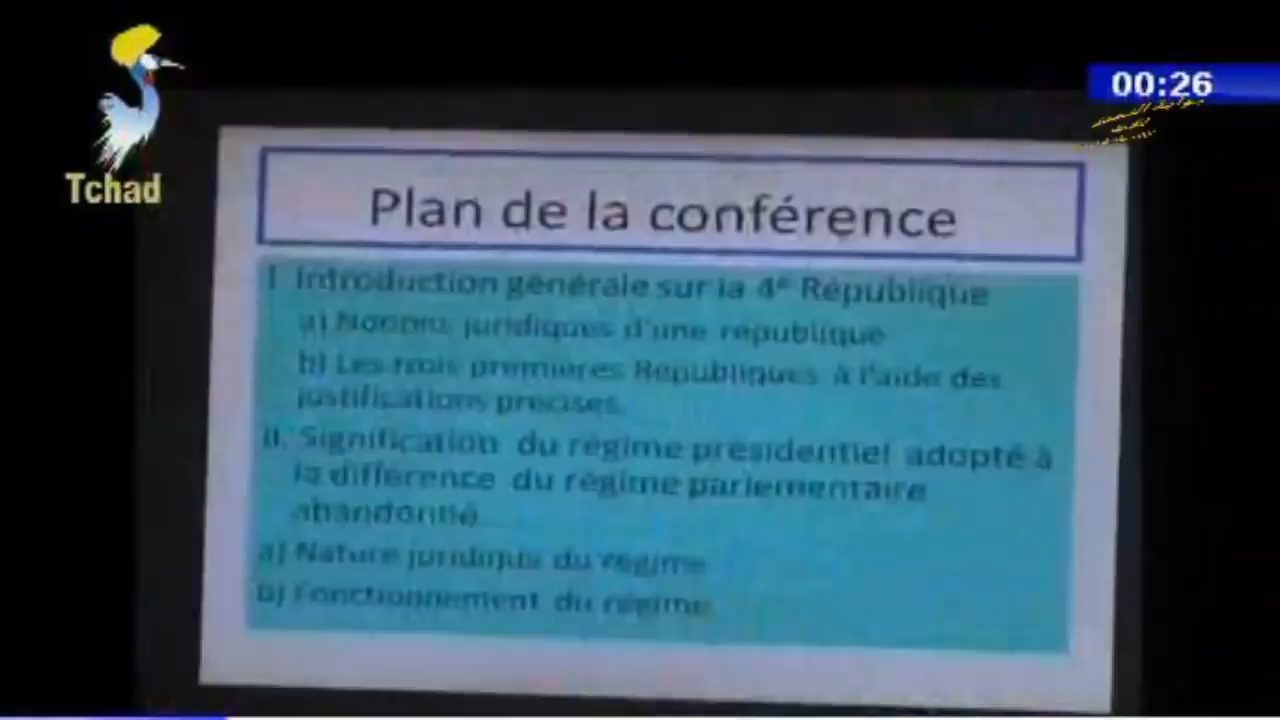 00:26
Tchad
Plan de la conférence
I Introduction générale sur la 4e République
a) Notions juridiques d'une république
b) Les trois premières Républiques à l'aide des
justifications précises.
II. Signification du régime présidentiel adopté à
la différence du régime parlementaire
abandonné
a) Nature juridique du régime
b) Fonctionnement du régime